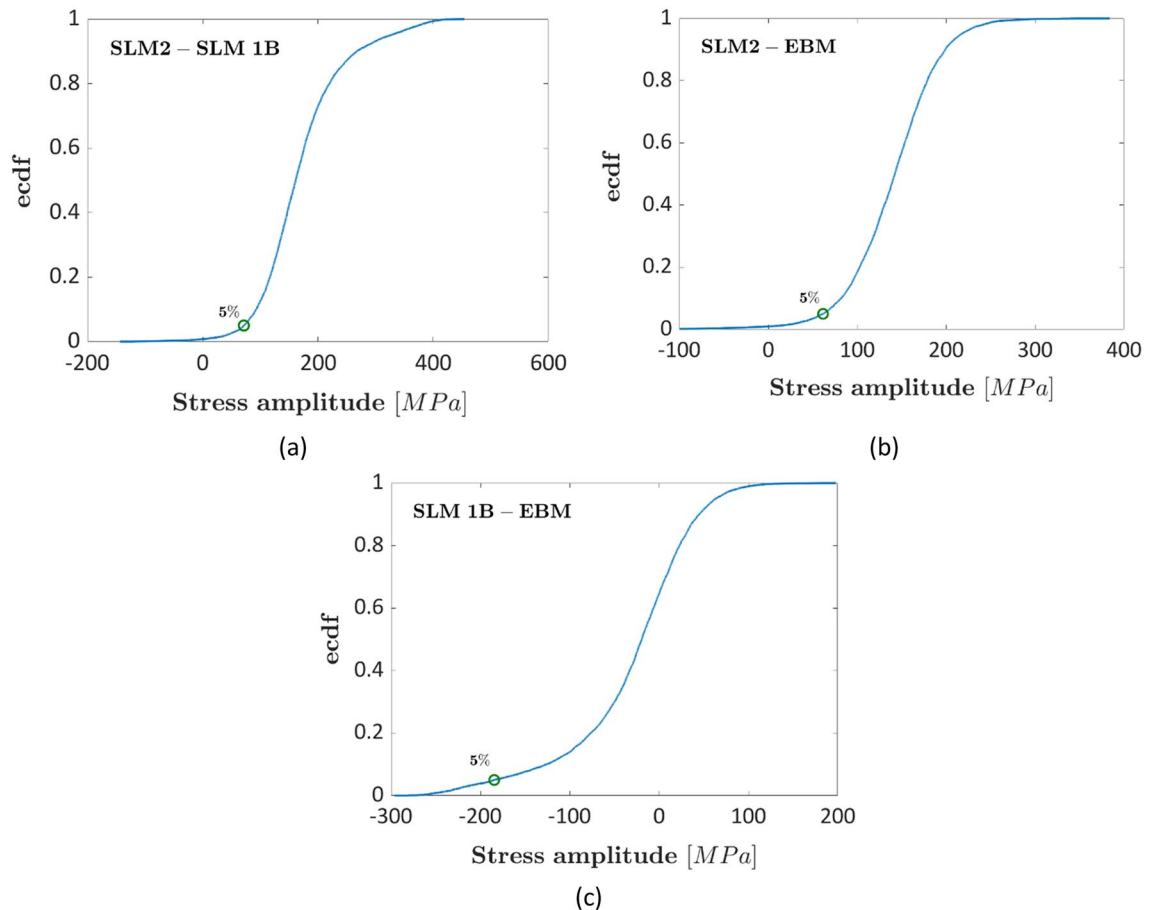 SLM2 – SLM 1B
ecdf
1
0.8
0.6
0.4
0.2
0
5%
-200 0 200 400 600
Stress amplitude [MPa]
(a)
SLM2 – EBM
ecdf
1
0.8
0.6
0.4
0.2
0
5%
-100 0 100 200 300 400
Stress amplitude [MPa]
(b)
SLM 1B – EBM
ecdf
1
0.8
0.6
0.4
0.2
0
5%
-300 -200 -100 0 100 200
Stress amplitude [MPa]
(c)